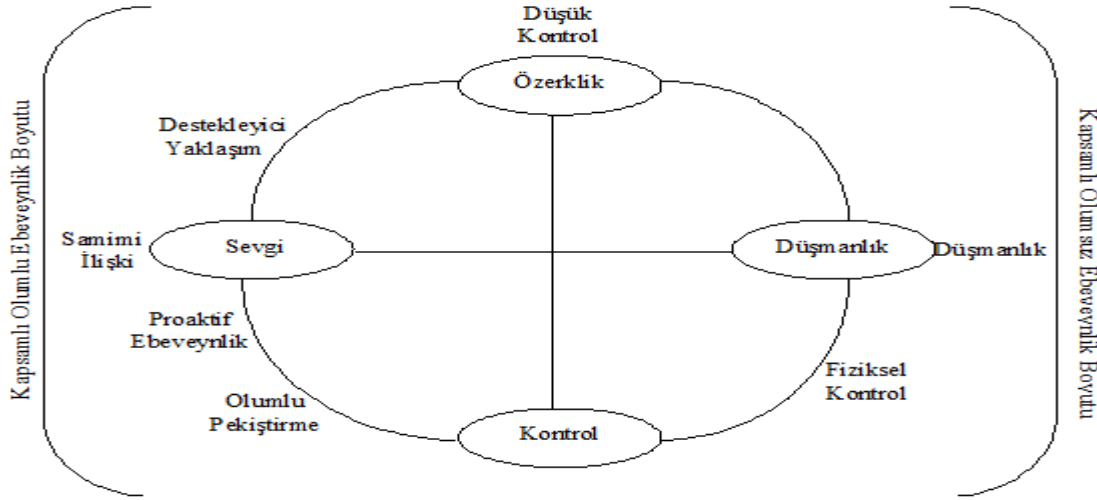 Düşük
Kontrol
Özerklik
Destekleyici
Yaklaşım
Kapsamlı Olumlu Ebeveynlik Boyutu
Samimi
İlişki
Sevgi
Düşmanlık
Düşmanlık
Kapsamlı Olumsuz Ebeveynlik Boyutu
Proaktif
Ebeveynlik
Fiziksel
Kontrol
Olumlu
Pekiştirme
Kontrol